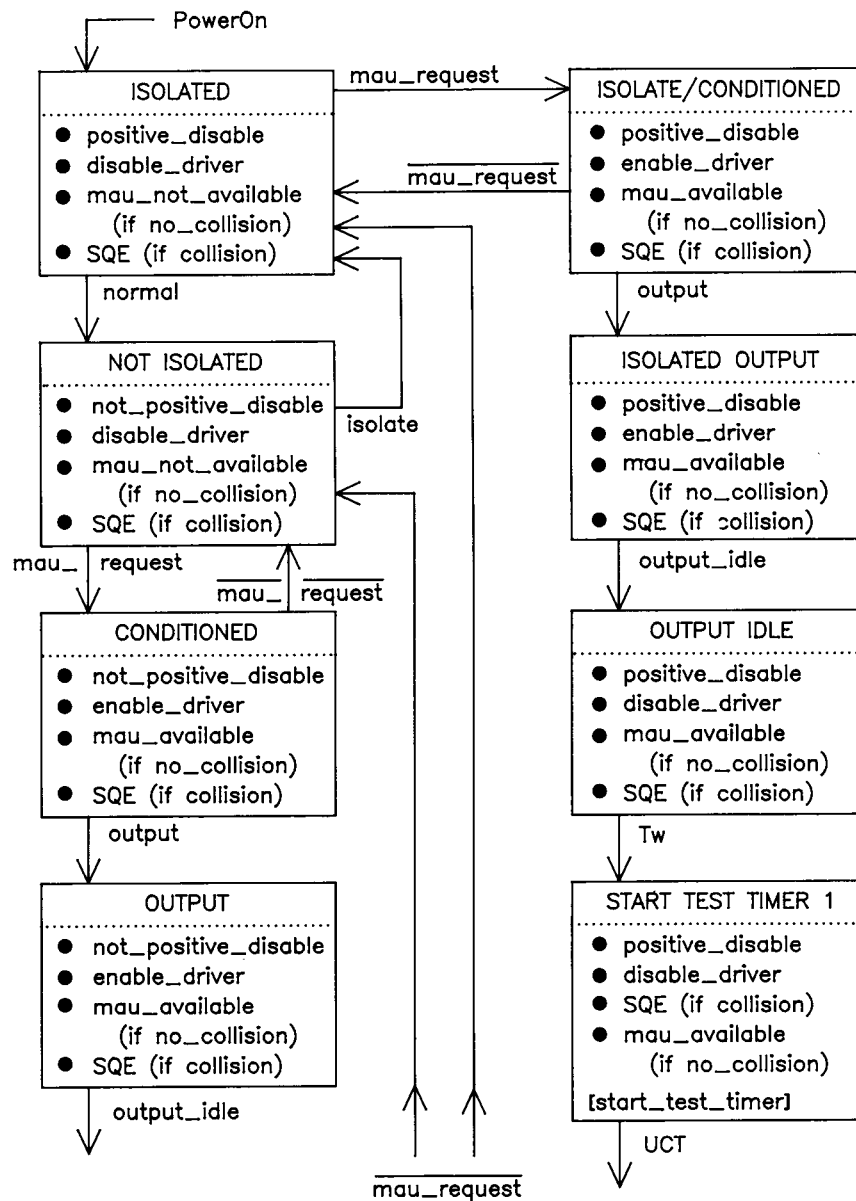 PowerOn
ISOLATED
● positive_disable
● disable_driver
● mau_not_available
(if no_collision)
● SQE (if collision)
normal
NOT ISOLATED
● not_positive_disable
● disable_driver
● mau_not_available
(if no_collision)
● SQE (if collision)
isolate
mau_ request
mau_ request
CONDITIONED
● not_positive_disable
● enable_driver
● mau_available
(if no_collision)
● SQE (if collision)
output
OUTPUT
● not_positive_disable
● enable_driver
● mau_available
(if no_collision)
● SQE (if collision)
output_idle
mau_request
mau_request
mau_request
ISOLATE/CONDITIONED
● positive_disable
● enable_driver
● mau_available
(if no_collision)
● SQE (if collision)
output
ISOLATED OUTPUT
● positive_disable
● enable_driver
● mau_available
(if no_collision)
● SQE (if collision)
output_idle
OUTPUT IDLE
● positive_disable
● disable_driver
● mau_available
(if no_collision)
● SQE (if collision)
Tw
START TEST TIMER 1
● positive_disable
● disable_driver
● SQE (if collision)
● mau_available
(if no_collision)
[start_test_timer]
UCT